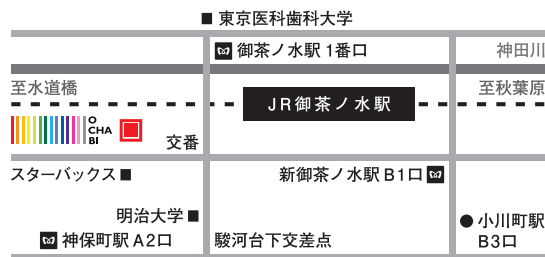 東京医科歯科大学
御茶ノ水駅1番口
神田川
至水道橋
至秋葉原
JR御茶ノ水駅
O
CHA
BI
交番
スターバックス
新御茶ノ水駅B1口
明治大学
小川町駅
B3口
神保町駅A2口
駿河台下交差点